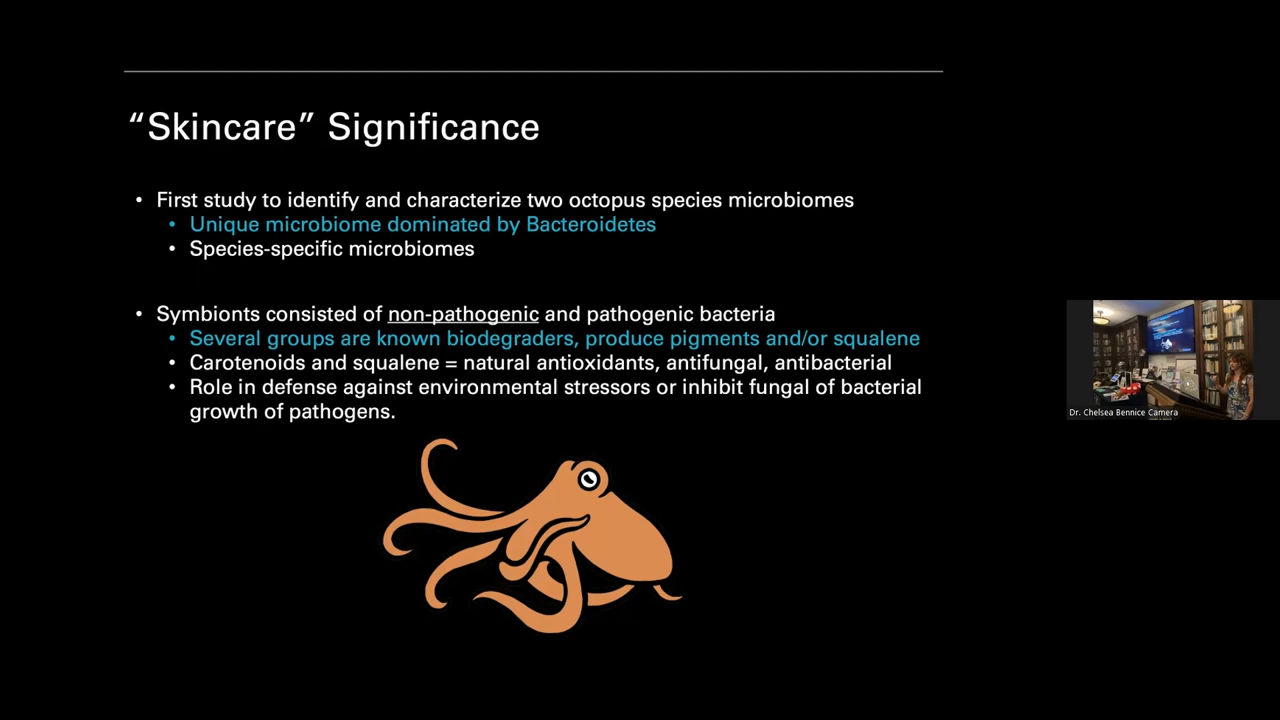 “Skincare” Significance
• First study to identify and characterize two octopus species microbiomes
• Unique microbiome dominated by Bacteroidetes
• Species-specific microbiomes
• Symbionts consisted of non-pathogenic and pathogenic bacteria
• Several groups are known biodegraders, produce pigments and/or squalene
• Carotenoids and squalene = natural antioxidants, antifungal, antibacterial
• Role in defense against environmental stressors or inhibit fungal of bacterial
growth of pathogens.
Dr. Chelsea Bennice Camera